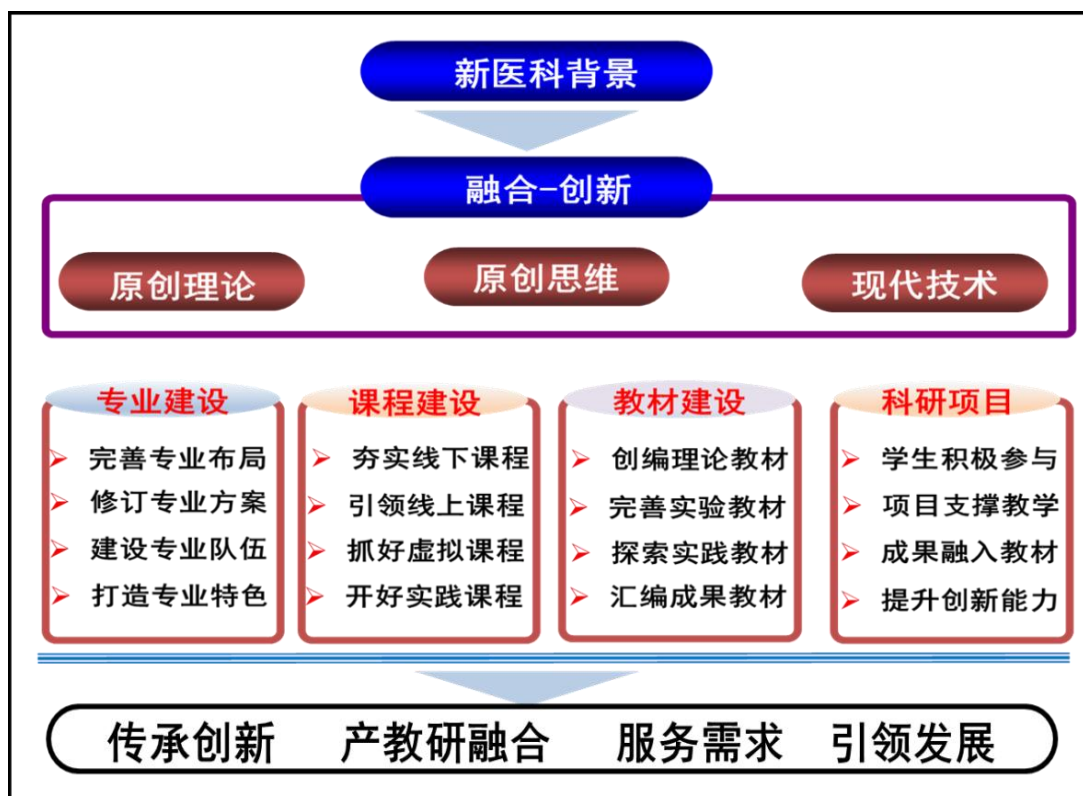 新医科背景
融合-创新
原创理论
原创思维
现代技术
专业建设
完善专业布局
修订专业方案
建设专业队伍
打造专业特色
课程建设
夯实线下课程
引领线上课程
抓好虚拟课程
开好实践课程
教材建设
创编理论教材
完善实验教材
探索实践教材
汇编成果教材
科研项目
学生积极参与
项目支撑教学
成果融入教材
提升创新能力
传承创新 产教研融合 服务需求 引领发展